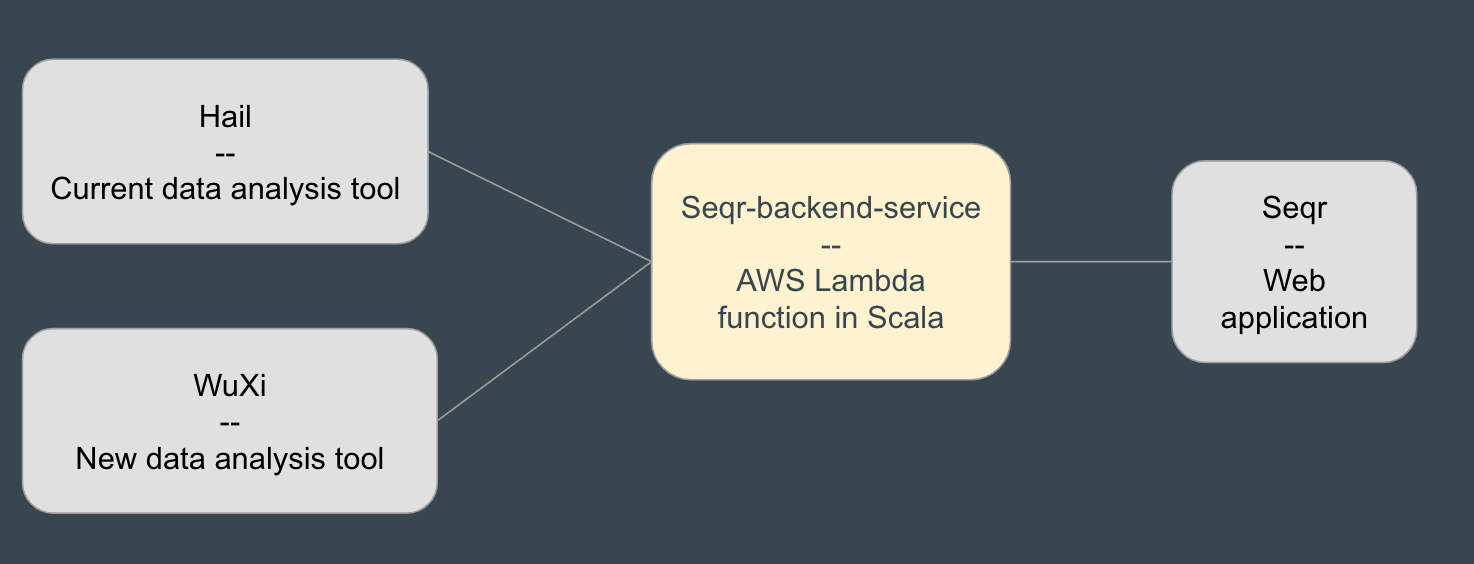 Hail
--
Current data analysis tool
WuXi
--
New data analysis tool
Seqr-backend-service
--
AWS Lambda
function in Scala
Seqr
--
Web
application